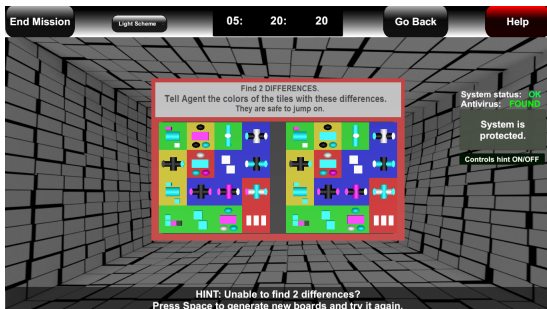 End Mission
Light Scheme
05: 20: 20
Go Back
Help
Find 2 DIFFERENCES.
Tell Agent the colors of the tiles with these differences.
They are safe to jump on.
System status: OK
Antivirus: FOUND
System is
protected.
Controls hint ON/OFF
HINT: Unable to find 2 differences?
Press Space to generate new boards and try it again.